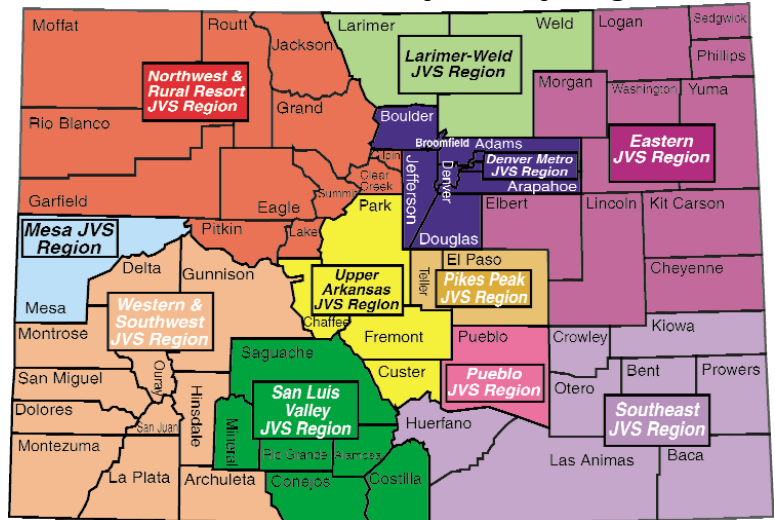 Moffat
Routt
Jackson
Larimer
Weld
Logan
Sedgwick
Phillips
Northwest &
Rural Resort
JVS Region
Larimer-Weld
JVS Region
Morgan
Washington
Yuma
Grand
Rio Blanco
Boulder
Broomfield
Adams
Eastern
JVS Region
Gilpin
Clear
Creek
Jefferson
Denver
Denver Metro
JVS Region
Arapahoe
Garfield
Eagle
Summit
Park
Douglas
Elbert
Lincoln
Kit Carson
Mesa JVS
Region
Pitkin
Lake
Delta
Gunnison
Upper
Arkansas
JVS Region
Teller
El Paso
Pikes Peak
JVS Region
Cheyenne
Mesa
Western &
Southwest
JVS Region
Chaffee
Montrose
Fremont
Pueblo
Crowley
Kiowa
Saguache
Ouray
San Miguel
Hinsdale
Custer
Pueblo
JVS Region
Otero
Bent
Prowers
Dolores
San Juan
Mineral
San Luis
Valley
JVS Region
Huerfano
Southeast
JVS Region
Montezuma
Rio Grande
Alamosa
La Plata
Archuleta
Conejos
Costilla
Las Animas
Baca